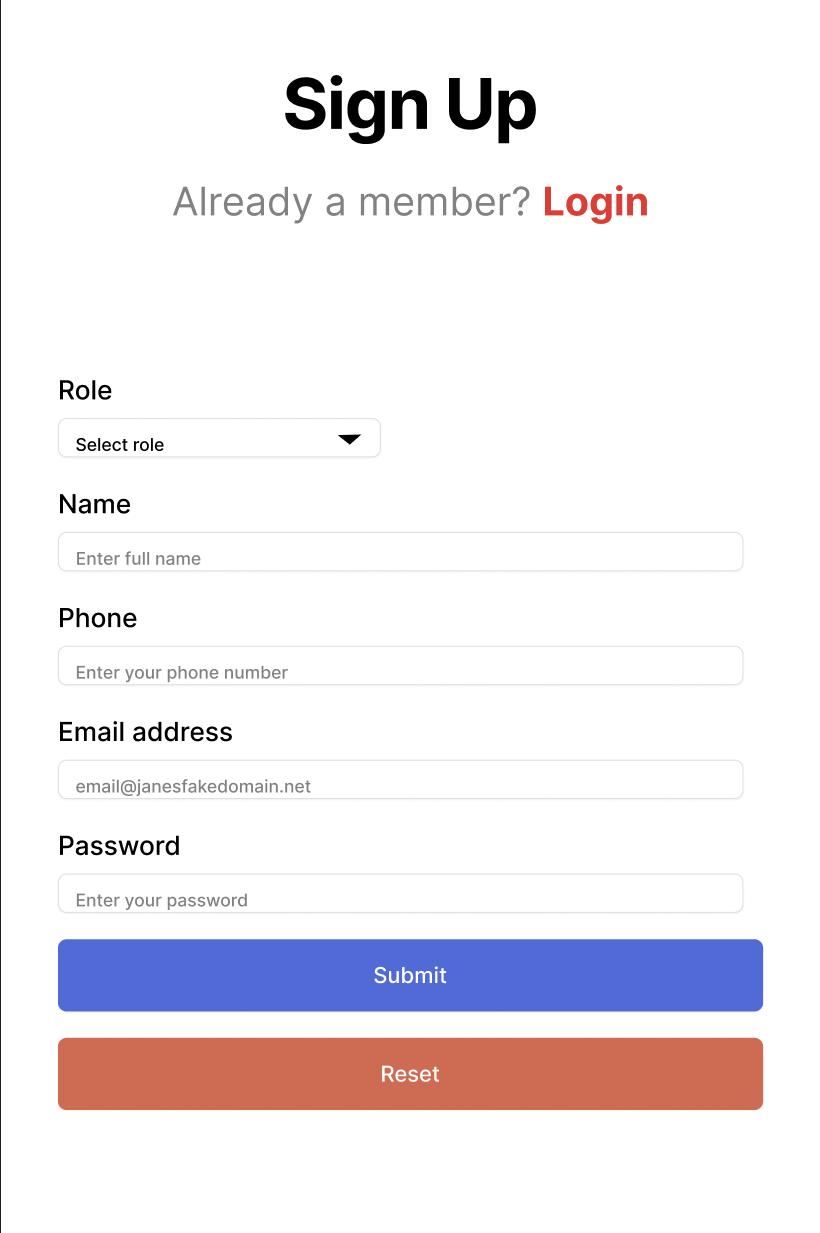 Sign Up
Already a member? Login
Role
Select role
Name
Enter full name
Phone
Enter your phone number
Email address
email@janesfakedomain.net
Password
Enter your password
Submit
Reset